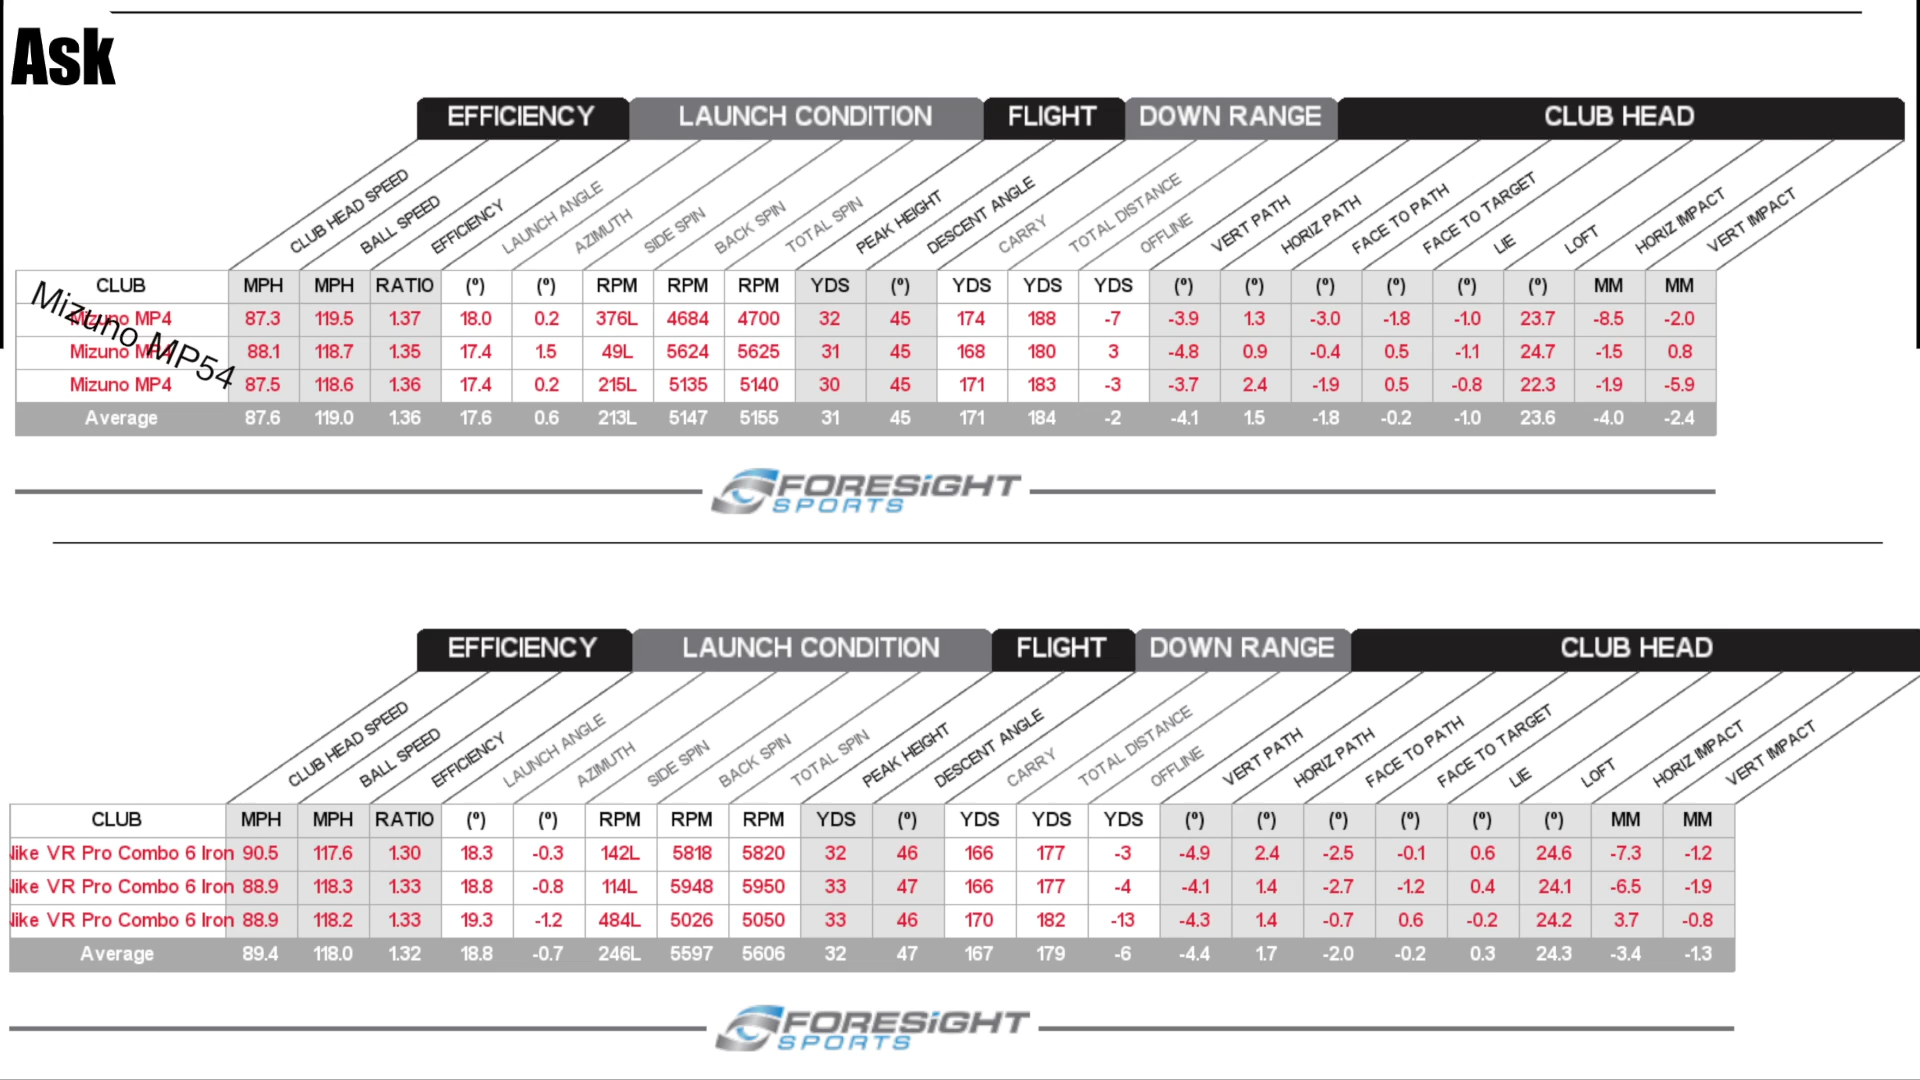 Ask
EFFICIENCY LAUNCH CONDITION FLIGHT DOWN RANGE CLUB HEAD
CLUB HEAD SPEED BALL SPEED EFFICIENCY LAUNCH ANGLE AZIMUTH SIDE SPIN BACK SPIN TOTAL SPIN PEAK HEIGHT DESCENT ANGLE CARRY TOTAL DISTANCE OFFLINE VERT PATH HORIZ PATH FACE TO PATH FACE TO TARGET LIE LOFT HORIZ IMPACT VERT IMPACT
CLUB MPH MPH RATIO (º) (º) RPM RPM RPM YDS (º) YDS YDS YDS (º) (º) (º) (º) (º) (º) MM MM
Mizuno MP4 87.3 119.5 1.37 18.0 0.2 376L 4684 4700 32 45 174 188 -7 -3.9 1.3 -3.0 -1.8 -1.0 23.7 -8.5 -2.0
Mizuno MP54
Mizuno MP4 88.1 118.7 1.35 17.4 1.5 49L 5624 5625 31 45 168 180 3 -4.8 0.9 -0.4 0.5 -1.1 24.7 -1.5 0.8
Mizuno MP4 87.5 118.6 1.36 17.4 0.2 215L 5135 5140 30 45 171 183 -3 -3.7 2.4 -1.9 0.5 -0.8 22.3 -1.9 -5.9
Average 87.6 119.0 1.36 17.6 0.6 213L 5147 5155 31 45 171 184 -2 -4.1 1.5 -1.8 -0.2 -1.0 23.6 -4.0 -2.4
FORESiGHT
SPORTS
EFFICIENCY LAUNCH CONDITION FLIGHT DOWN RANGE CLUB HEAD
CLUB HEAD SPEED BALL SPEED EFFICIENCY LAUNCH ANGLE AZIMUTH SIDE SPIN BACK SPIN TOTAL SPIN PEAK HEIGHT DESCENT ANGLE CARRY TOTAL DISTANCE OFFLINE VERT PATH HORIZ PATH FACE TO PATH FACE TO TARGET LIE LOFT HORIZ IMPACT VERT IMPACT
CLUB MPH MPH RATIO (º) (º) RPM RPM RPM YDS (º) YDS YDS YDS (º) (º) (º) (º) (º) (º) MM MM
like VR Pro Combo 6 Iron 90.5 117.6 1.30 18.3 -0.3 142L 5818 5820 32 46 166 177 -3 -4.9 2.4 -2.5 -0.1 0.6 24.6 -7.3 -1.2
like VR Pro Combo 6 Iron 88.9 118.3 1.33 18.8 -0.8 114L 5948 5950 33 47 166 177 -4 -4.1 1.4 -2.7 -1.2 0.4 24.1 -6.5 -1.9
like VR Pro Combo 6 Iron 88.9 118.2 1.33 19.3 -1.2 484L 5026 5050 33 46 170 182 -13 -4.3 1.4 -0.7 0.6 -0.2 24.2 3.7 -0.8
Average 89.4 118.0 1.32 18.8 -0.7 246L 5597 5606 32 47 167 179 -6 -4.4 1.7 -2.0 -0.2 0.3 24.3 -3.4 -1.3
FORESiGHT
SPORTS